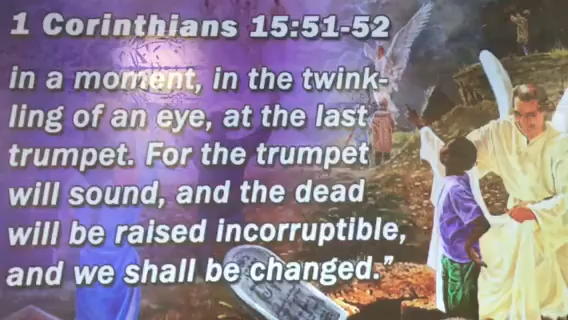 1 Corinthians 15:51-52
in a moment, in the twink-
ling of an eye, at the last
trumpet. For the trumpet
will sound, and the dead
will be raised incorruptible,
and we shall be changed.”